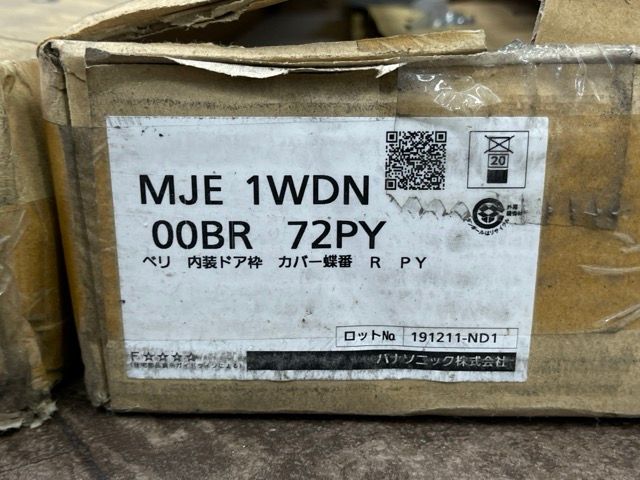 MJE 1WDN
00BR 72PY
ベリ 内装ドア枠 カバー蝶番 R PY
20
ロットNo. 191211-ND1
F☆☆☆☆
パナソニック株式会社